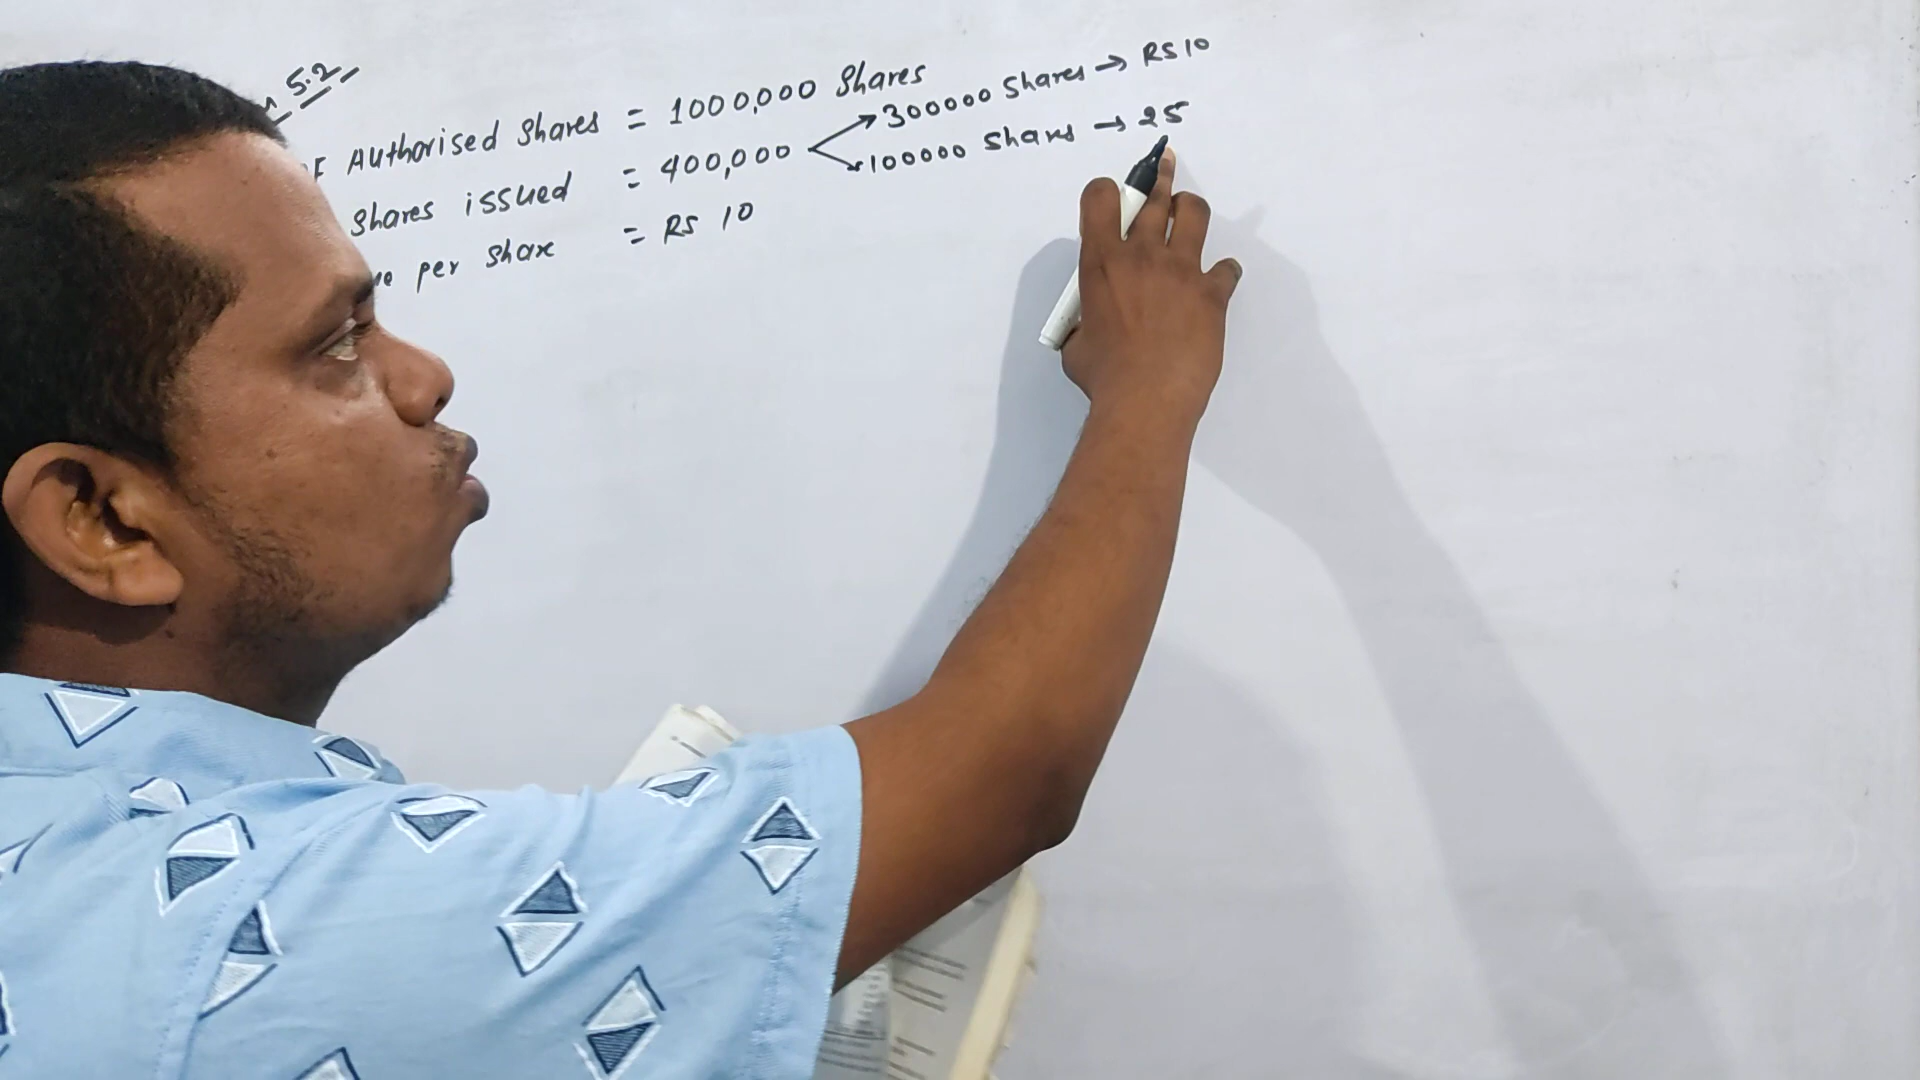 5.2
Authorised Shares = 1000,000 Shares
Shares issued = 400,000 → 300000 Shares → RS 10
→ 100000 Shares → 25
per share = RS 10